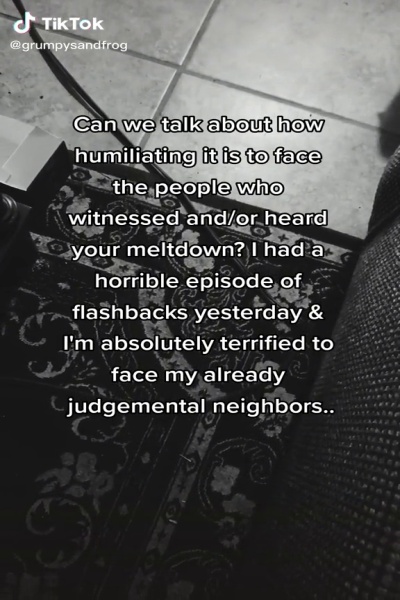 TikTok
@grumpysandfrog
Can we talk about how
humiliating it is to face
the people who
witnessed and/or heard
your meltdown? I had a
horrible episode of
flashbacks yesterday &
I'm absolutely terrified to
face my already
judgemental neighbors..